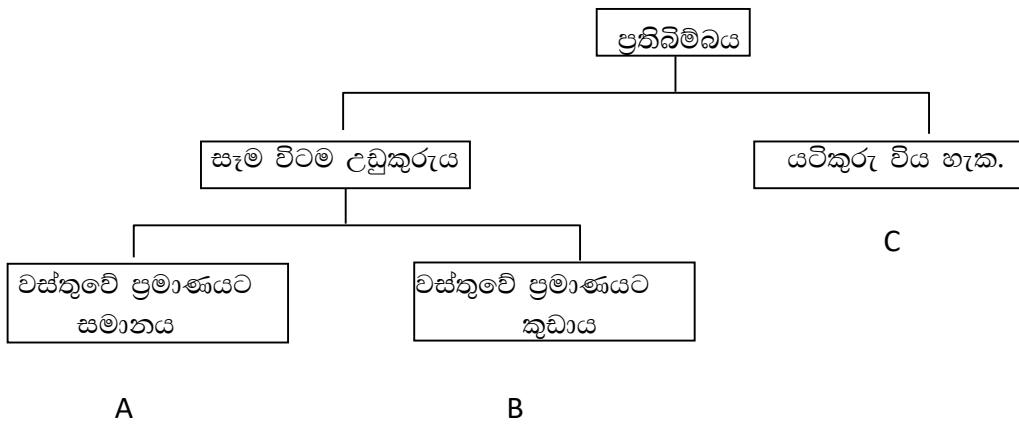 ප්‍රතිබිම්බය
සෑම විටම උඩුකුරුය
යටිකුරු විය හැක.
C
වස්තුවේ ප්‍රමාණයට
සමානය
වස්තුවේ ප්‍රමාණයට
කුඩාය
A
B